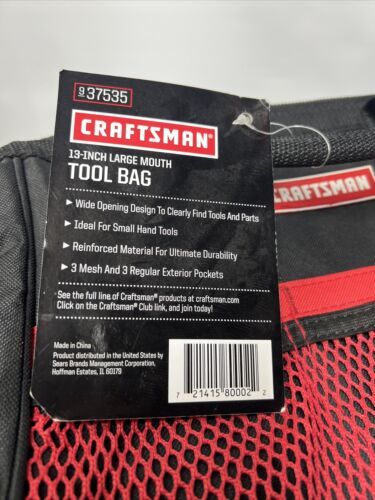 9 37535
CRAFTSMAN®
13-INCH LARGE MOUTH
TOOL BAG
▸ Wide Opening Design To Clearly Find Tools And Parts
▸ Ideal For Small Hand Tools
▸ Reinforced Material For Ultimate Durability
▸ 3 Mesh And 3 Regular Exterior Pockets
See the full line of Craftsman® products at craftsman.com
Click on the Craftsman® Club link, and join today!
Made in China
Product distributed in the United States by
Sears Brands Management Corporation,
Hoffman Estates, IL 60179
7 21415 80002 2
CRAFTSMAN